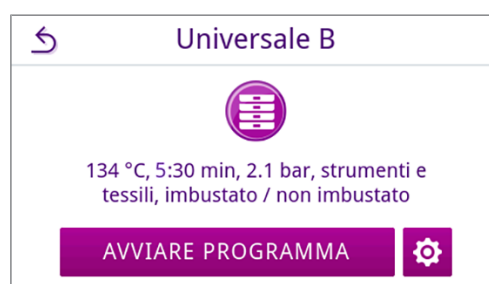 Universale B
134 °C, 5:30 min, 2.1 bar, strumenti e
tessili, imbustato / non imbustato
AVVIARE PROGRAMMA